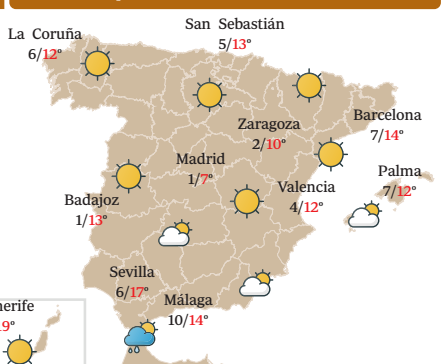 La Coruña
6/12°
San Sebastián
5/13°
Zaragoza
2/10°
Barcelona
7/14°
Madrid
1/7°
Palma
7/12°
Valencia
4/12°
Badajoz
1/13°
Sevilla
6/17°
Málaga
10/14°